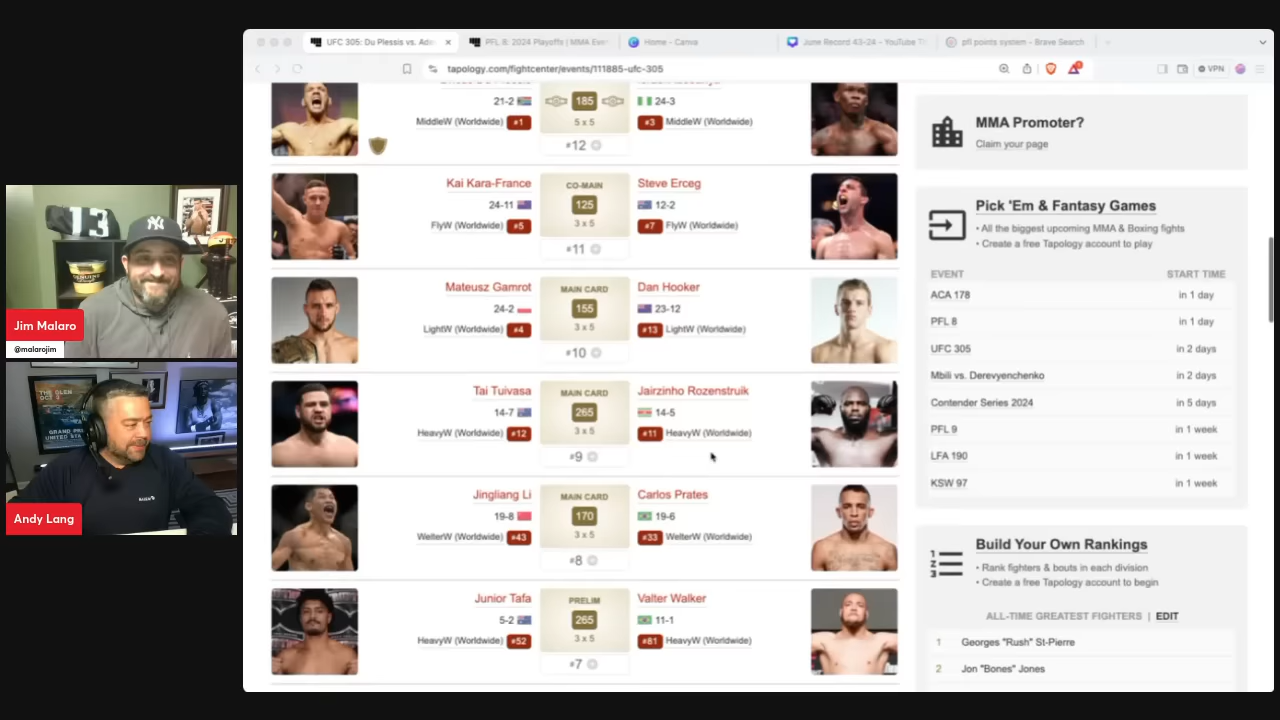 UFC 305: Du Plessis vs. Ade
PFL 8: 2024 Playoffs | MMA Eve
Home – Canva
June Record 43-24 – YouTube T
pfl points system – Brave Search
tapology.com/fightcenter/events/111885-ufc-305
VPN
21-2
185
24-3
MiddleW (Worldwide) #1
5 x 5
#3 MiddleW (Worldwide)
#12
Kai Kara-France
CO-MAIN
Steve Erceg
24-11
125
12-2
FlyW (Worldwide) #5
3 x 5
#7 FlyW (Worldwide)
#11
Mateusz Gamrot
MAIN CARD
Dan Hooker
24-2
155
23-12
LightW (Worldwide) #4
3 x 5
#13 LightW (Worldwide)
#10
Tai Tuivasa
MAIN CARD
Jairzinho Rozenstruik
14-7
265
14-5
HeavyW (Worldwide) #12
3 x 5
#11 HeavyW (Worldwide)
#9
Jingliang Li
MAIN CARD
Carlos Prates
19-8
170
19-6
WelterW (Worldwide) #43
3 x 5
#33 WelterW (Worldwide)
#8
Junior Tafa
PRELIM
Valter Walker
5-2
265
11-1
HeavyW (Worldwide) #52
3 x 5
#81 HeavyW (Worldwide)
#7
MMA Promoter?
Claim your page
Pick 'Em & Fantasy Games
• All the biggest upcoming MMA & Boxing fights
• Create a free Tapology account to play
EVENT START TIME
ACA 178 in 1 day
PFL 8 in 1 day
UFC 305 in 2 days
Mbili vs. Derevyenchenko in 2 days
Contender Series 2024 in 5 days
PFL 9 in 1 week
LFA 190 in 1 week
KSW 97 in 1 week
Build Your Own Rankings
• Rank fighters & bouts in each division
• Create a free Tapology account to begin
ALL-TIME GREATEST FIGHTERS | EDIT
1 Georges "Rush" St-Pierre
2 Jon "Bones" Jones
13
GENUINE
Jim Malaro
@malarojim
THE GLEN
GRAND PRIX
UNITED ST
Andy Lang